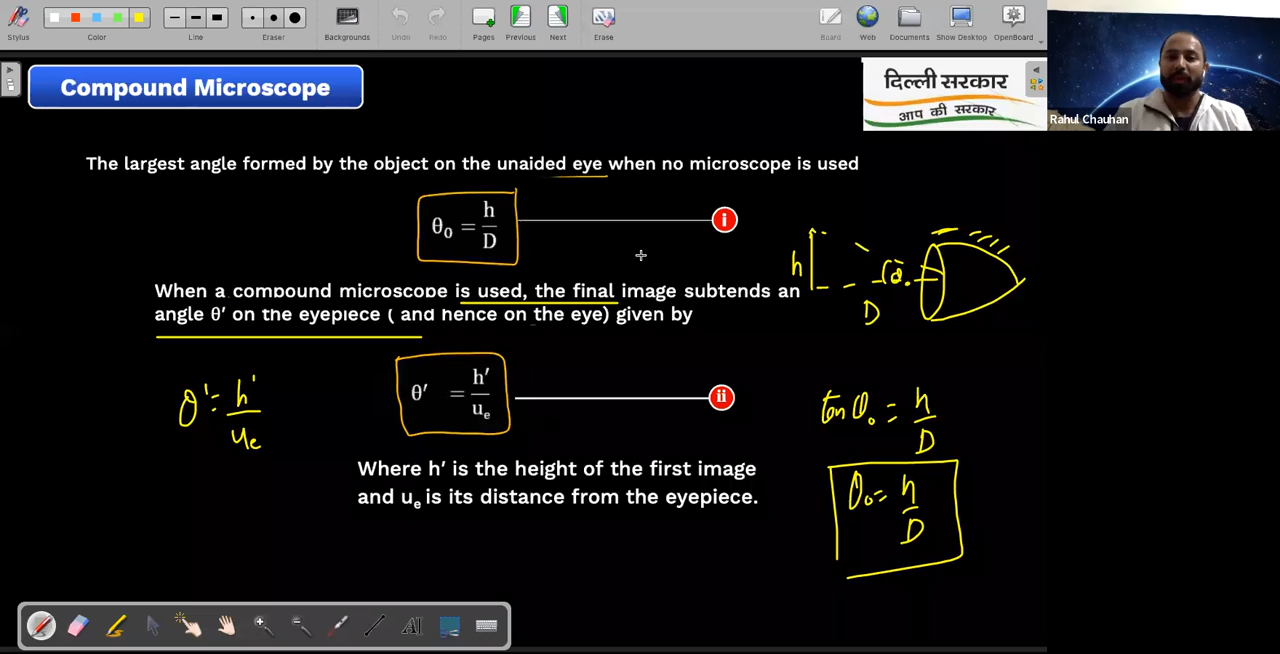 Stylus
Color
Line
Eraser
Backgrounds
Undo
Redo
Pages
Previous
Next
Erase
Board
Web
Documents
Show Desktop
OpenBoard
Compound Microscope
दिल्ली सरकार
आप की सरकार
Rahul Chauhan
The largest angle formed by the object on the unaided eye when no microscope is used
θ₀ = h/D
i
h
θ₀
D
When a compound microscope is used, the final image subtends an
angle θ′ on the eyepiece ( and hence on the eye) given by
θ' = h'/uₑ
θ′ = h′/uₑ
ii
tan θ₀ = h/D
Where h′ is the height of the first image
and uₑ is its distance from the eyepiece.
θ₀ = h/D
AI